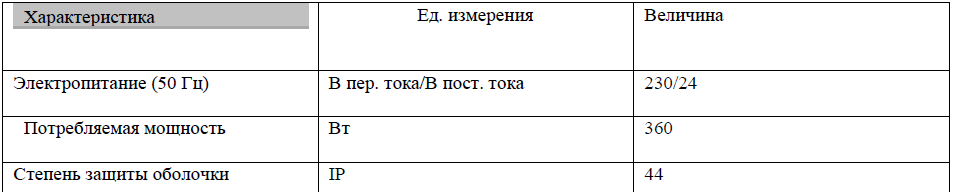 Характеристика Ед. измерения Величина
Электропитание (50 Гц) В пер. тока/В пост. тока 230/24
Потребляемая мощность Вт 360
Степень защиты оболочки IP 44